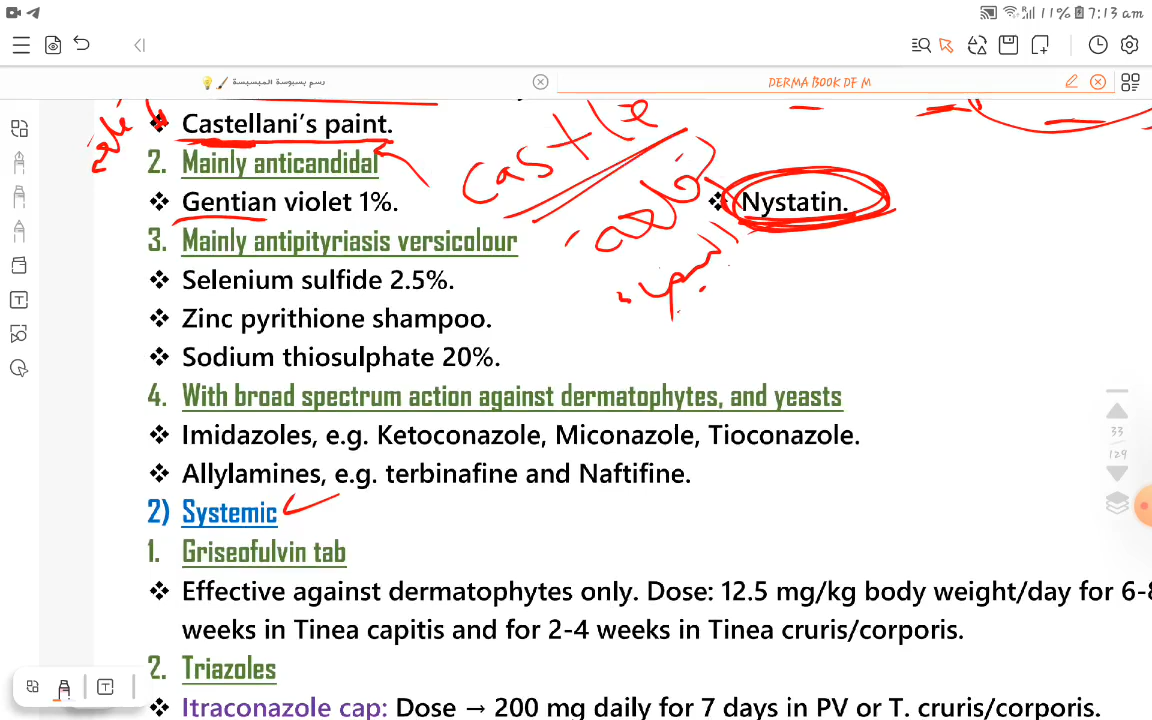 11% 7:13 am
رسم بسبوسة المبسبسة
DERMA BOOK DF M
❖ Castellani's paint.
castle
2. Mainly anticandidal
❖ Gentian violet 1%.
❖ Nystatin.
3. Mainly antipityriasis versicolour
❖ Selenium sulfide 2.5%.
❖ Zinc pyrithione shampoo.
❖ Sodium thiosulphate 20%.
4. With broad spectrum action against dermatophytes, and yeasts
❖ Imidazoles, e.g. Ketoconazole, Miconazole, Tioconazole.
❖ Allylamines, e.g. terbinafine and Naftifine.
33
129
2) Systemic
1. Griseofulvin tab
❖ Effective against dermatophytes only. Dose: 12.5 mg/kg body weight/day for 6-8
weeks in Tinea capitis and for 2-4 weeks in Tinea cruris/corporis.
2. Triazoles
Itraconazole cap: Dose → 200 mg daily for 7 days in PV or T. cruris/corporis.